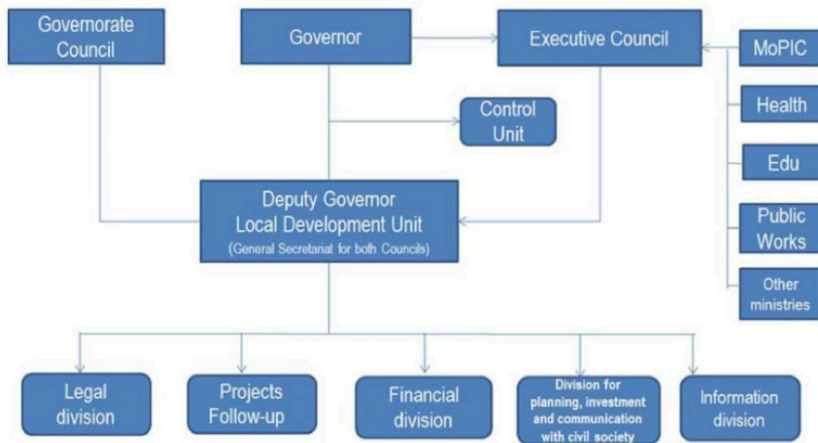 Governorate
Council
Governor
Executive Council
MoPIC
Health
Edu
Public
Works
Other
ministries
Control
Unit
Deputy Governor
Local Development Unit
(General Secretariat for both Councils)
Legal
division
Projects
Follow-up
Financial
division
Division for
planning, investment
and communication
with civil society
Information
division